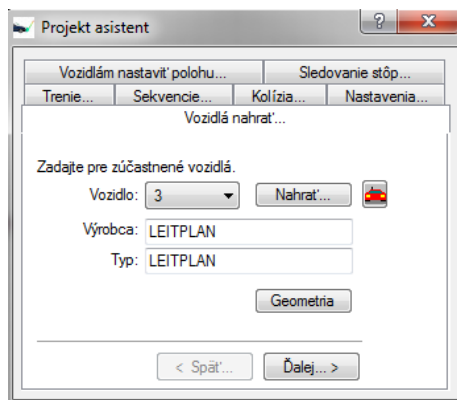 Projekt asistent
Vozidlám nastaviť polohu... Sledovanie stôp...
Trenie... Sekvencie... Kolízia... Nastavenia...
Vozidlá nahrať...
Zadajte pre zúčastnené vozidlá.
Vozidlo: 3 Nahrať...
Výrobca: LEITPLAN
Typ: LEITPLAN
Geometria
< Späť... Ďalej... >